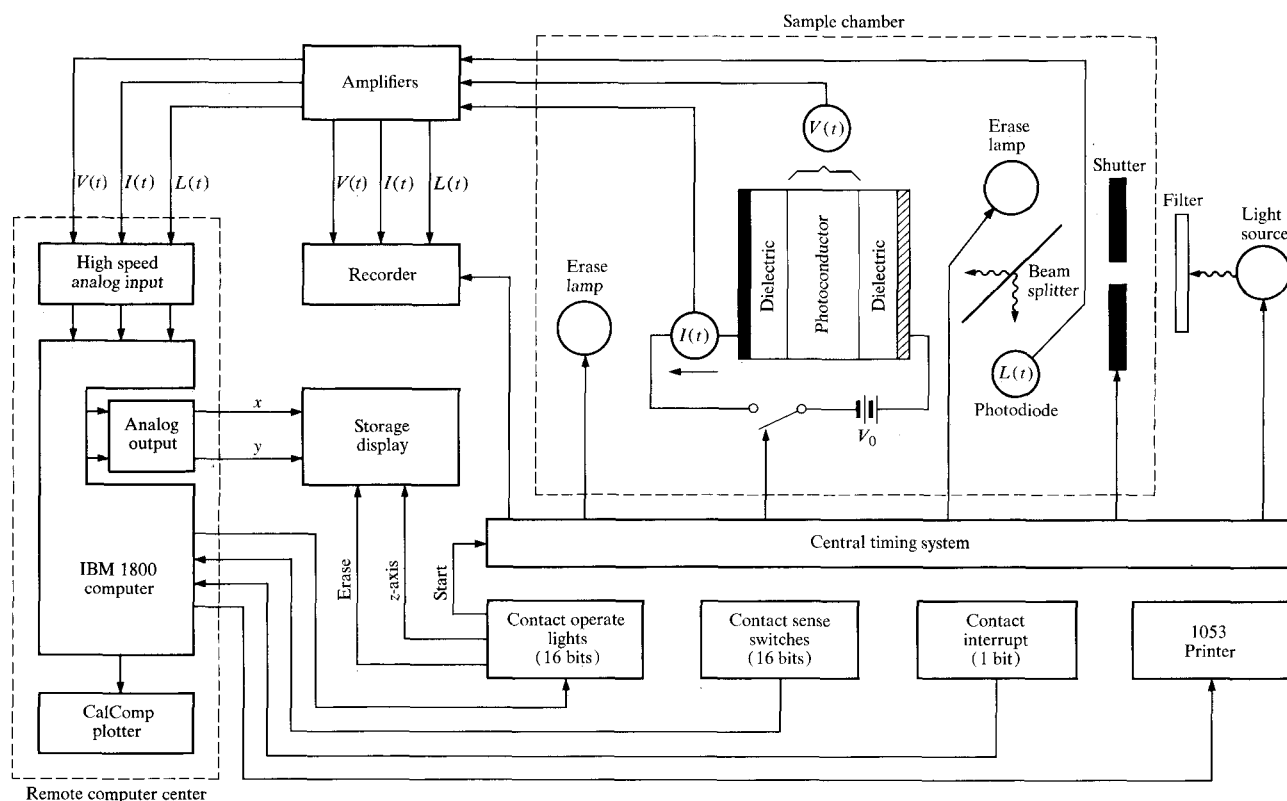 Sample chamber
Amplifiers
V(t)
Erase
lamp
Shutter
Filter
Light
source
V(t)
I(t)
L(t)
V(t)
I(t)
L(t)
High speed
analog input
Recorder
Erase
lamp
Dielectric
Photoconductor
Dielectric
Beam
splitter
I(t)
L(t)
Photodiode
V0
x
Analog
output
y
Storage
display
Central timing system
IBM 1800
computer
Erase
z-axis
Start
Contact operate
lights
(16 bits)
Contact sense
switches
(16 bits)
Contact
interrupt
(1 bit)
1053
Printer
CalComp
plotter
Remote computer center